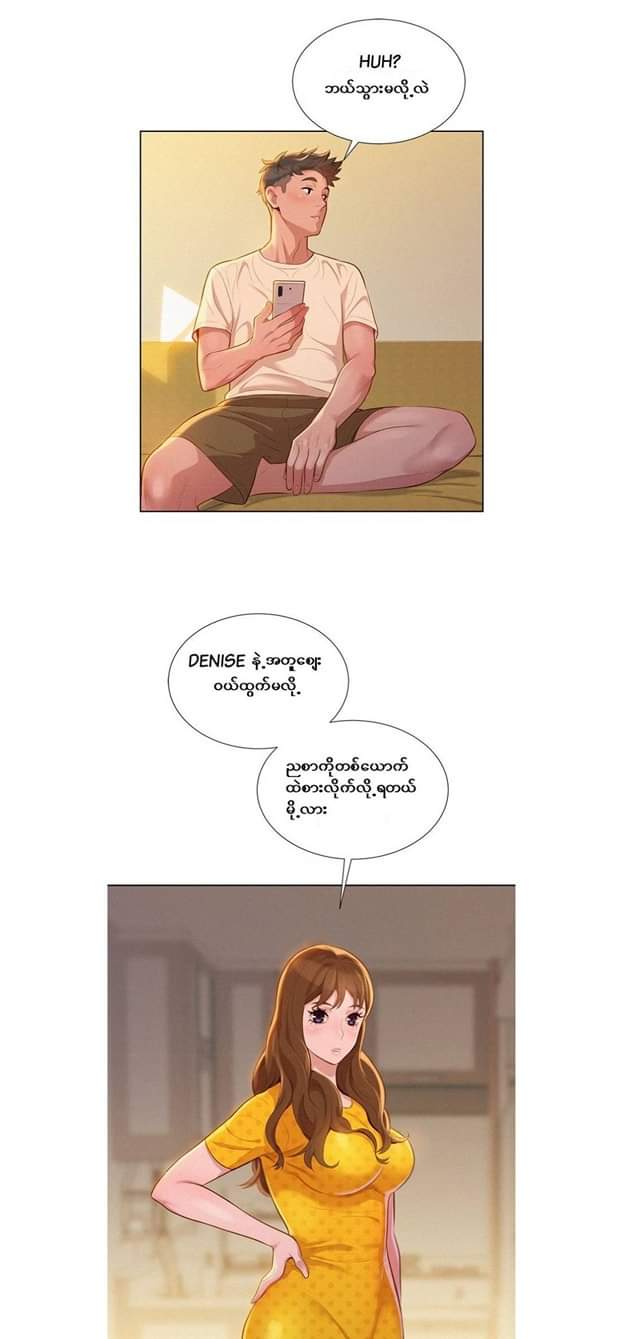 HUH?
ဘယ်သွားမလို့လဲ
DENISE နဲ့အတူဈေး
ဝယ်ထွက်မလို့
ညစာကိုတစ်ယောက်
ထဲစားလိုက်လို့ရတယ်
မို့လား